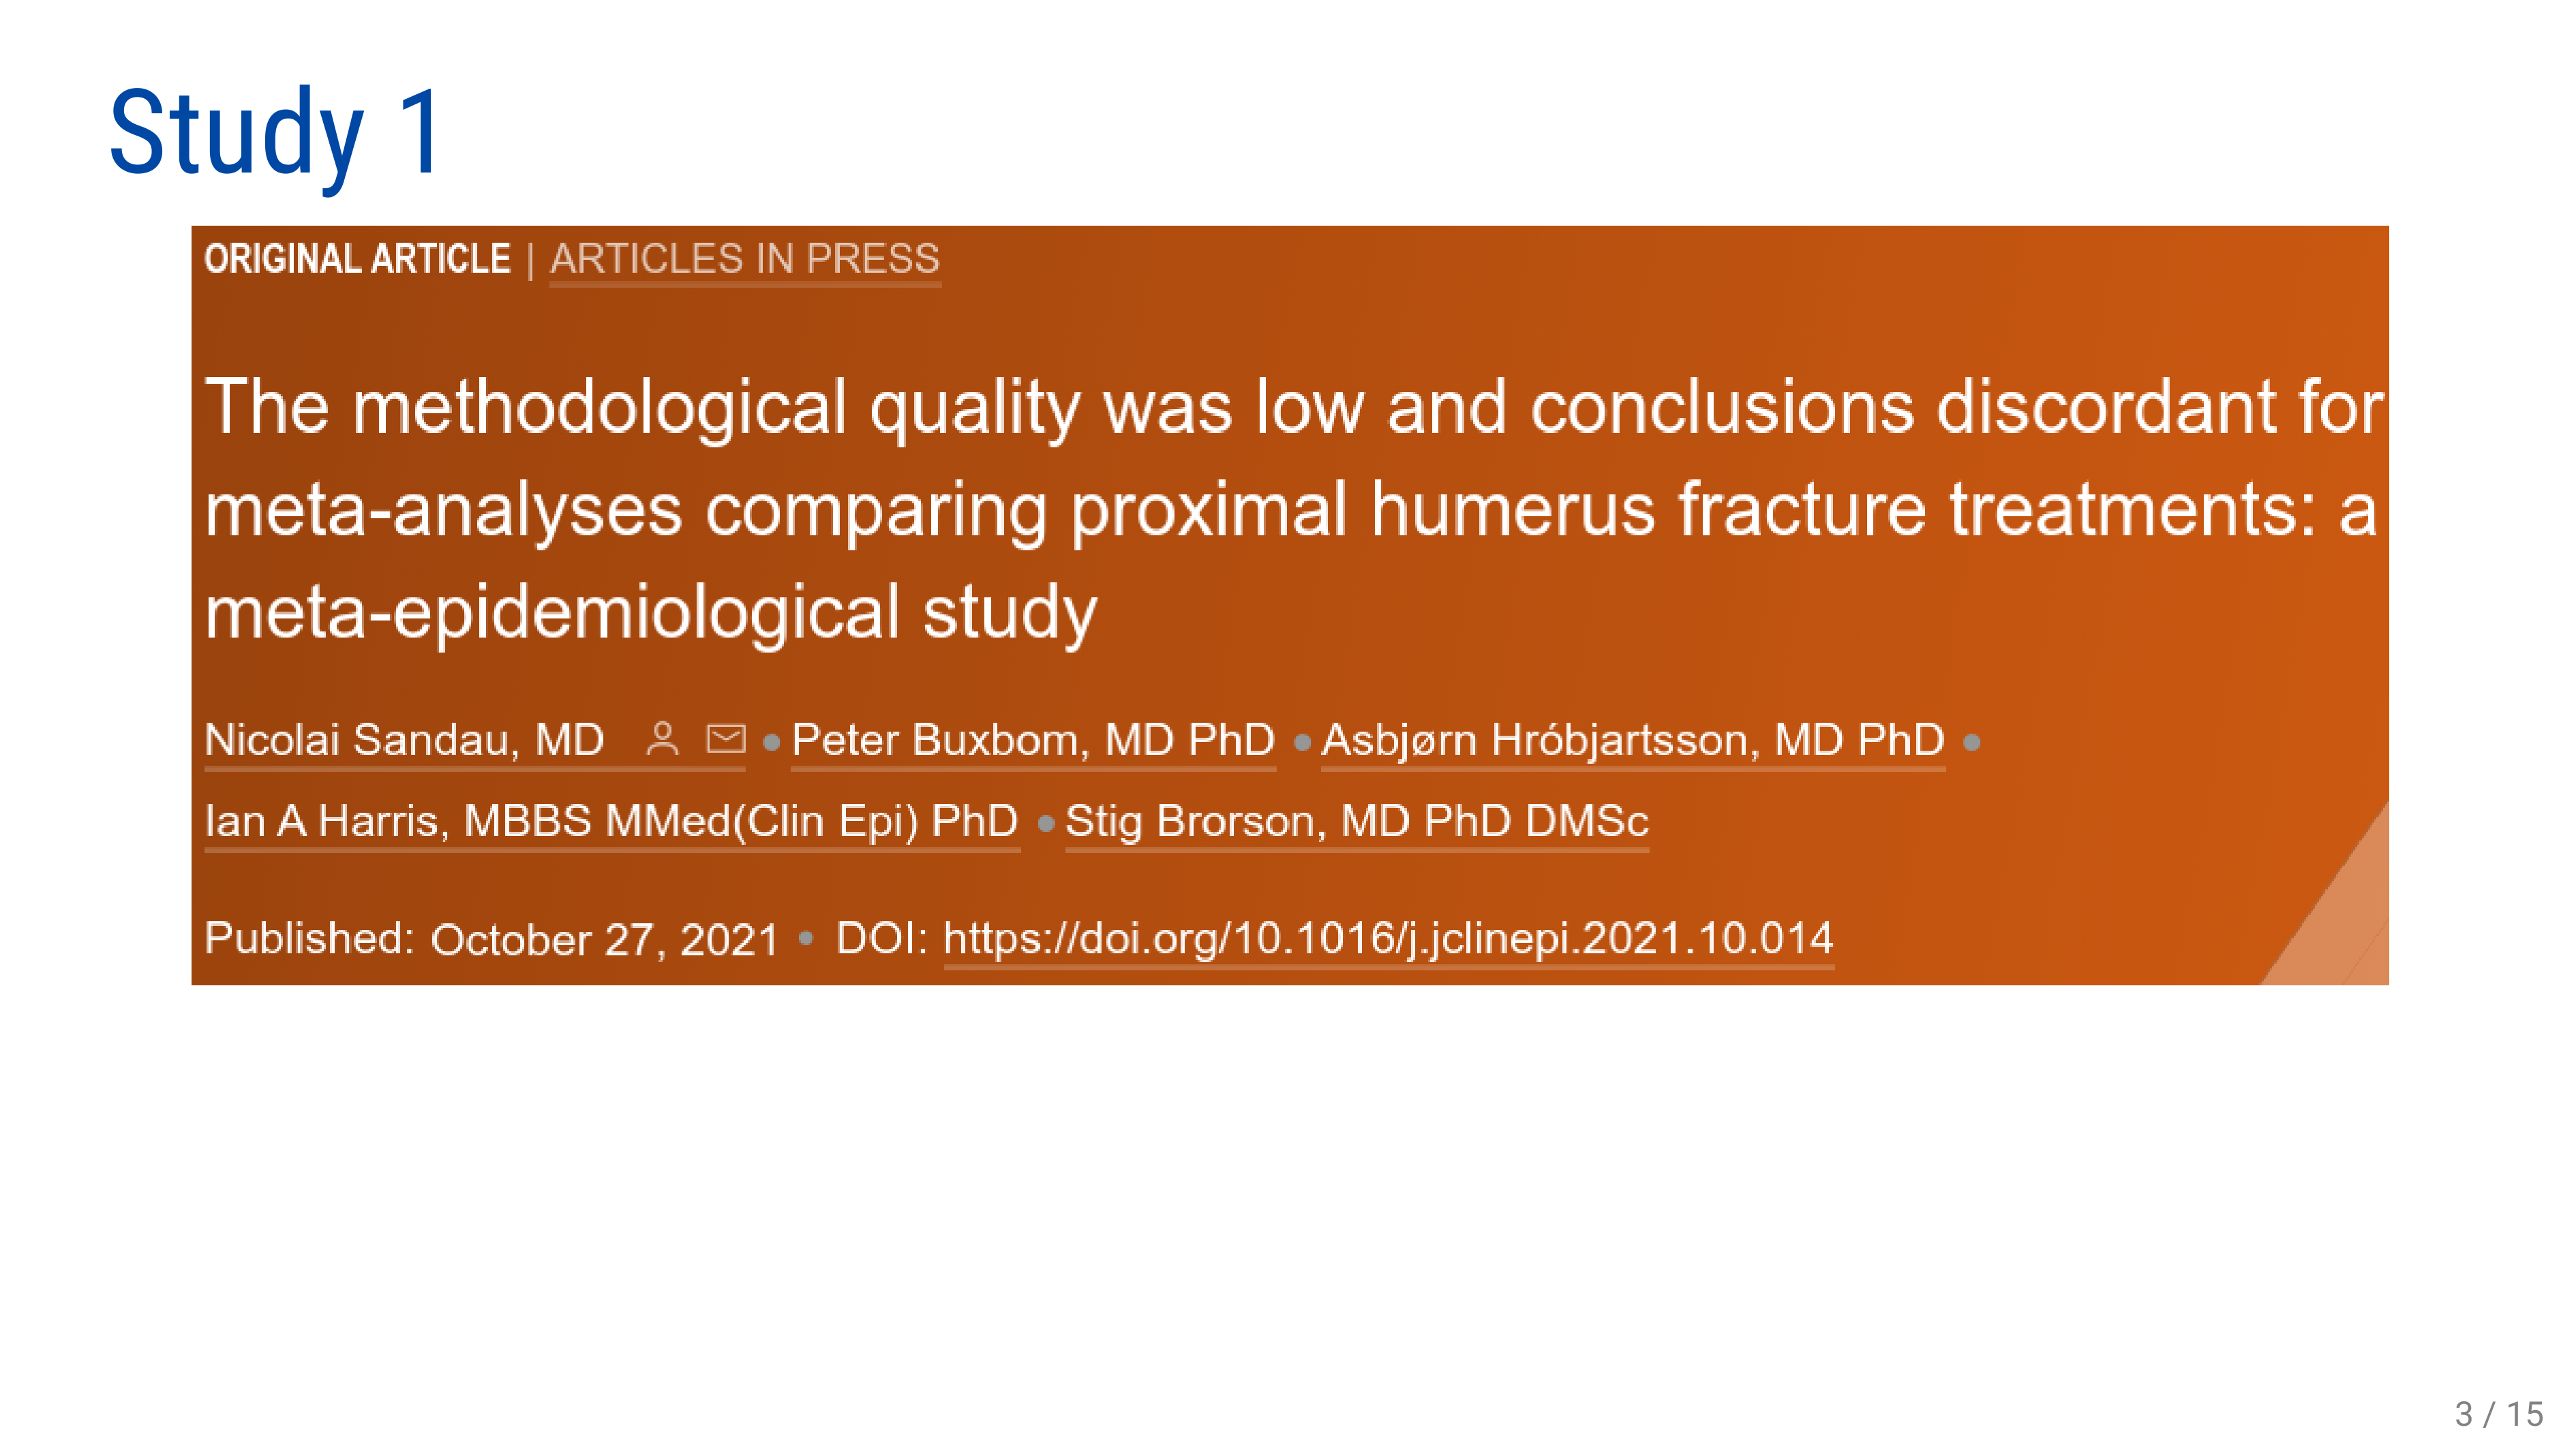 Study 1
ORIGINAL ARTICLE | ARTICLES IN PRESS
The methodological quality was low and conclusions discordant for
meta-analyses comparing proximal humerus fracture treatments: a
meta-epidemiological study
Nicolai Sandau, MD • Peter Buxbom, MD PhD • Asbjørn Hróbjartsson, MD PhD •
Ian A Harris, MBBS MMed(Clin Epi) PhD • Stig Brorson, MD PhD DMSc
Published: October 27, 2021 • DOI: https://doi.org/10.1016/j.jclinepi.2021.10.014
3 / 15